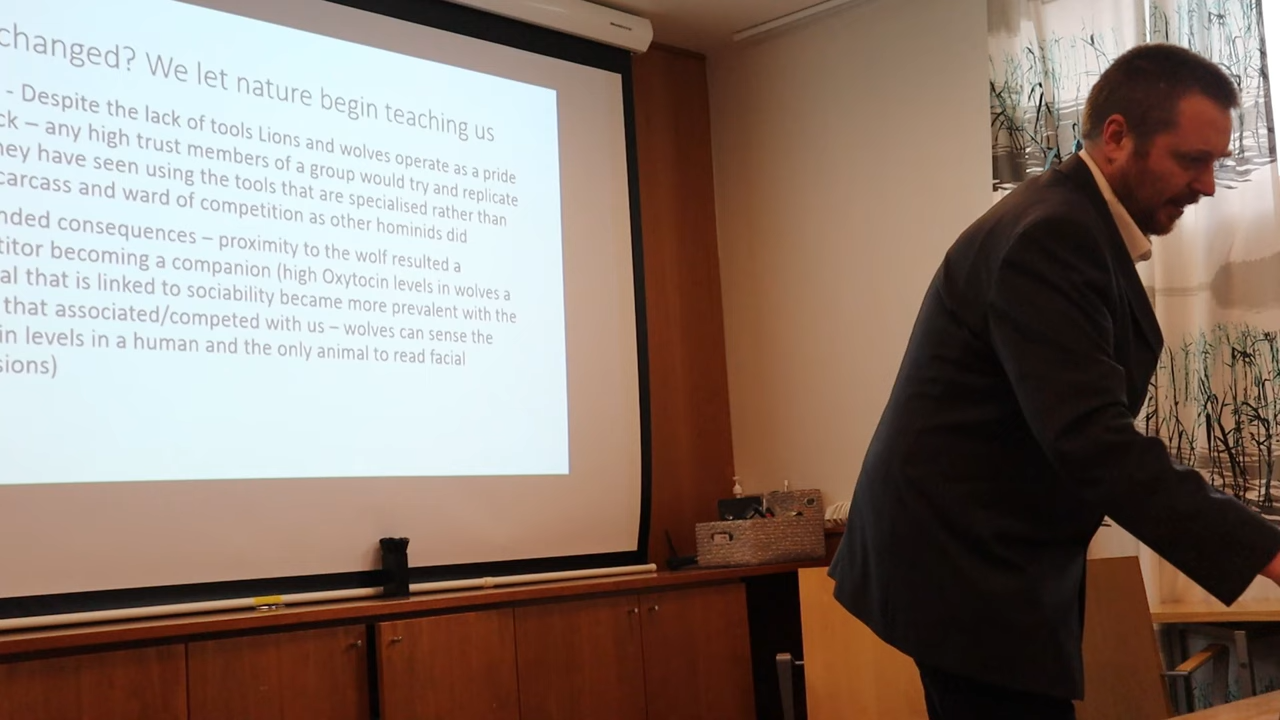 changed? We let nature begin teaching us
- Despite the lack of tools Lions and wolves operate as a pride
ck – any high trust members of a group would try and replicate
hey have seen using the tools that are specialised rather than
carcass and ward of competition as other hominids did
nded consequences – proximity to the wolf resulted a
titor becoming a companion (high Oxytocin levels in wolves a
al that is linked to sociability became more prevalent with the
that associated/competed with us – wolves can sense the
in levels in a human and the only animal to read facial
sions)